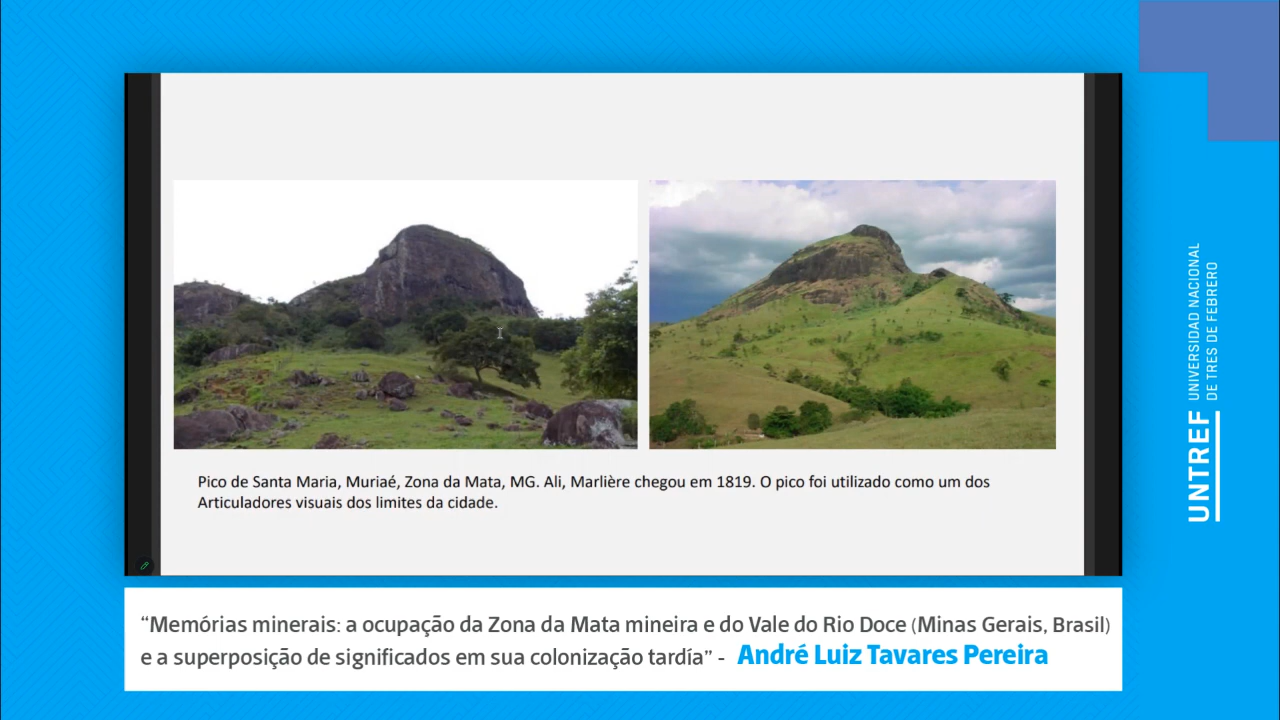 Pico de Santa Maria, Muriaé, Zona da Mata, MG. Ali, Marlière chegou em 1819. O pico foi utilizado como um dos
Articuladores visuais dos limites da cidade.
UNTREF
UNIVERSIDAD NACIONAL
DE TRES DE FEBRERO
“Memórias minerais: a ocupação da Zona da Mata mineira e do Vale do Rio Doce (Minas Gerais, Brasil)
e a superposição de significados em sua colonização tardía” - André Luiz Tavares Pereira